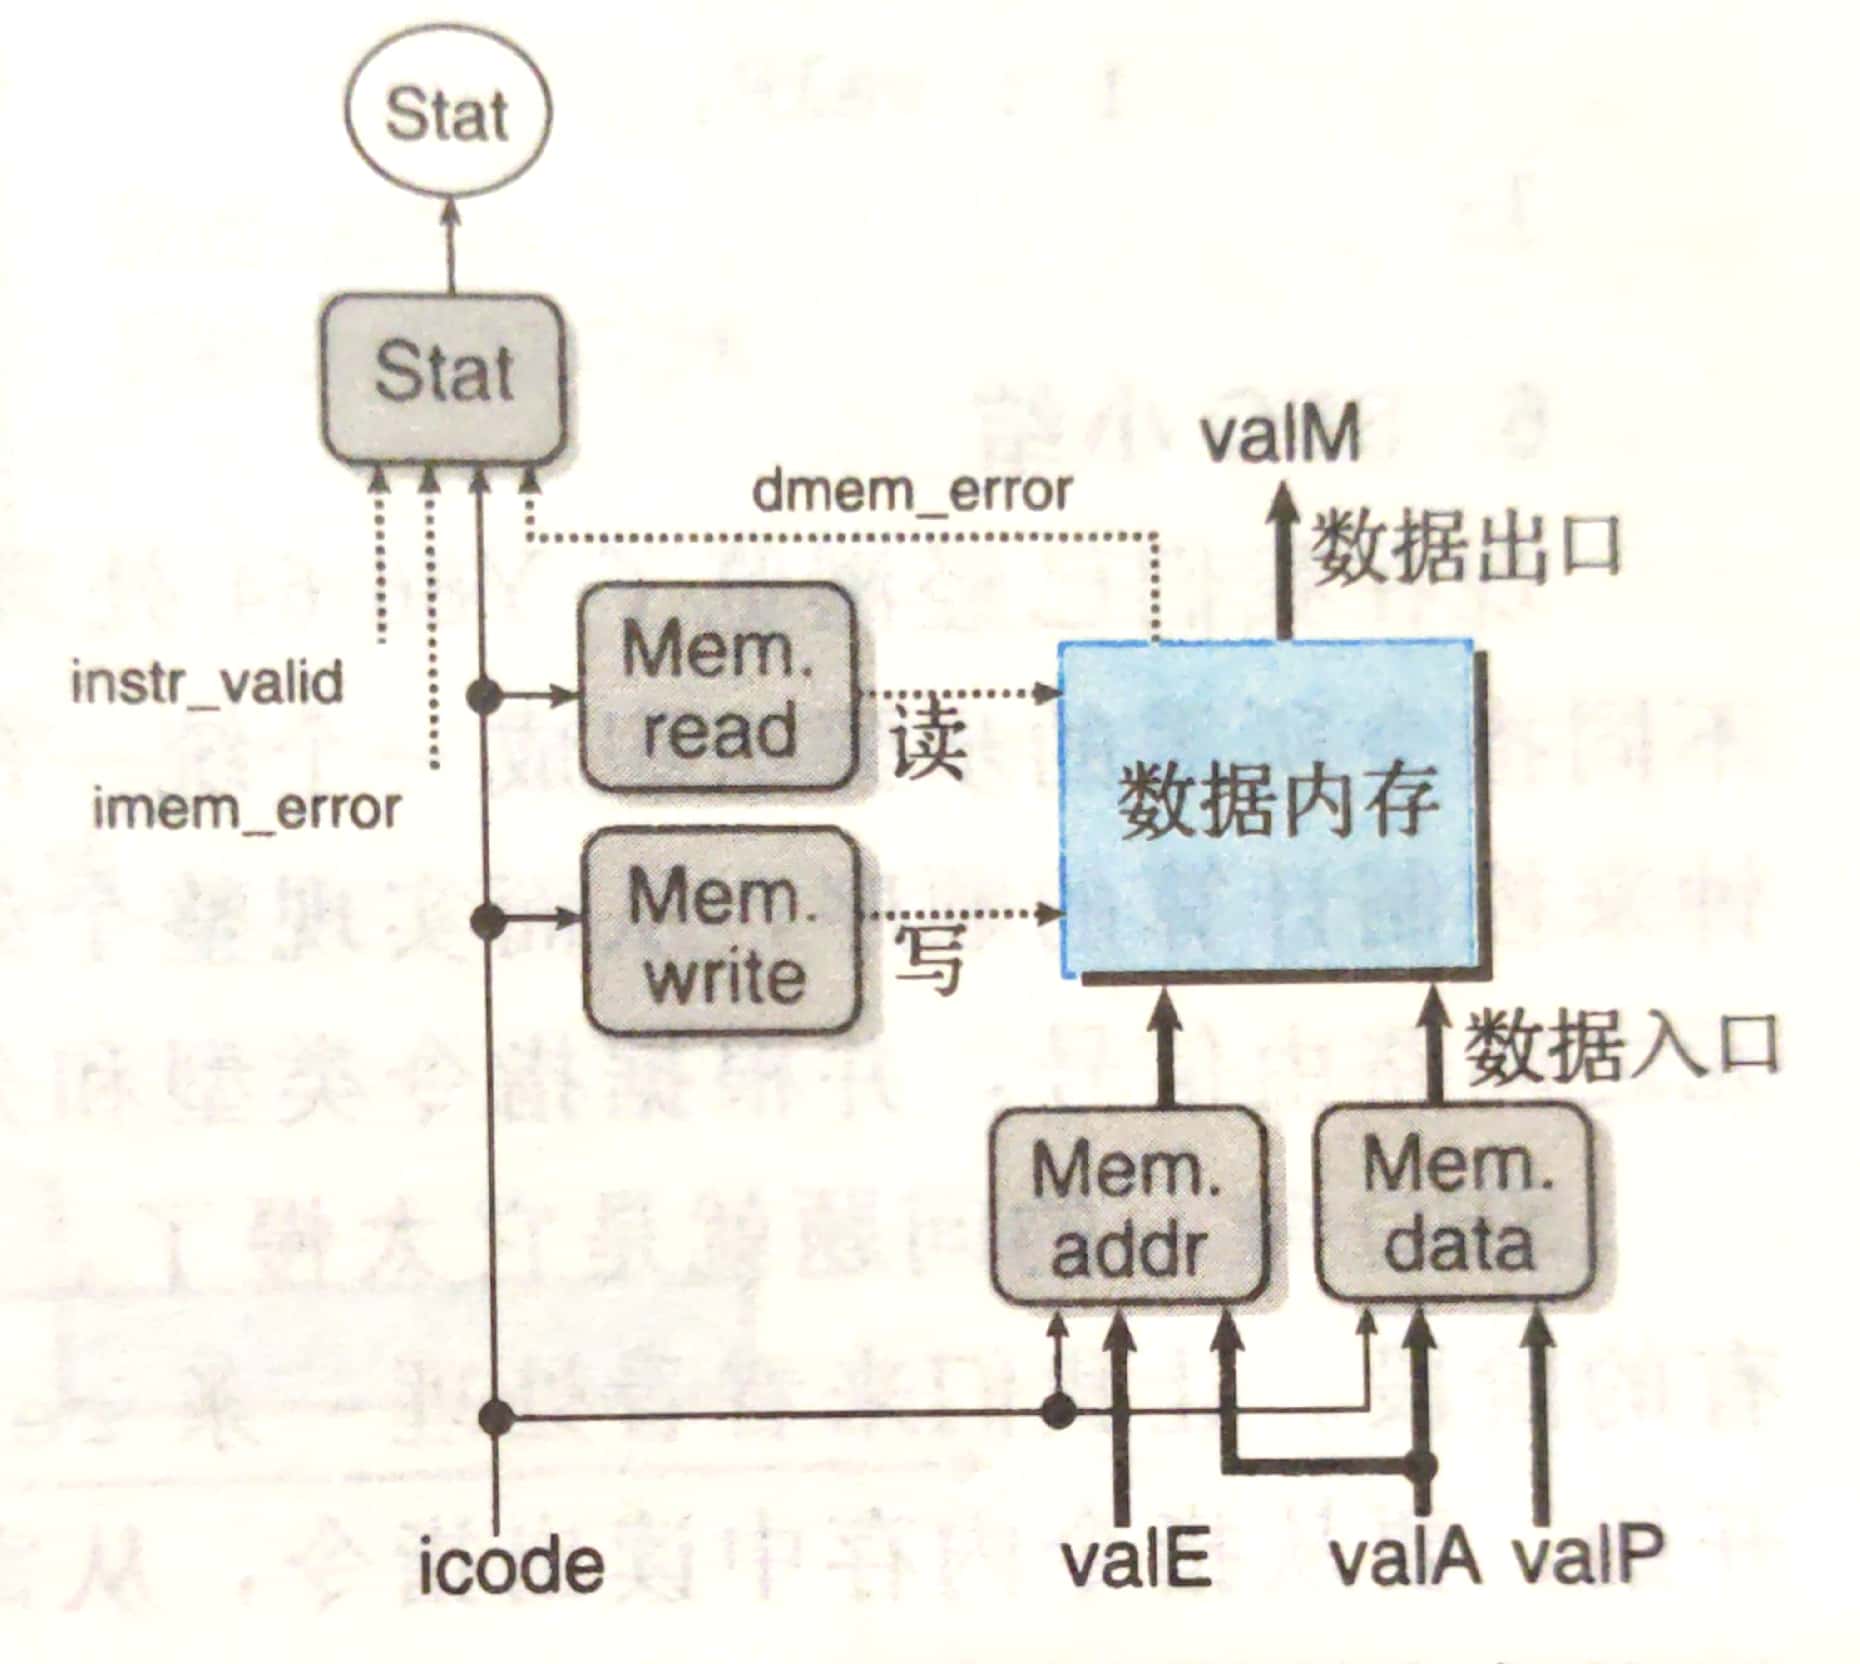 Stat
Stat
valM
dmem_error
数据出口
Mem.
read
instr_valid
读
数据内存
imem_error
Mem.
write
写
数据入口
Mem.
addr
Mem.
data
icode
valE
valA
valP